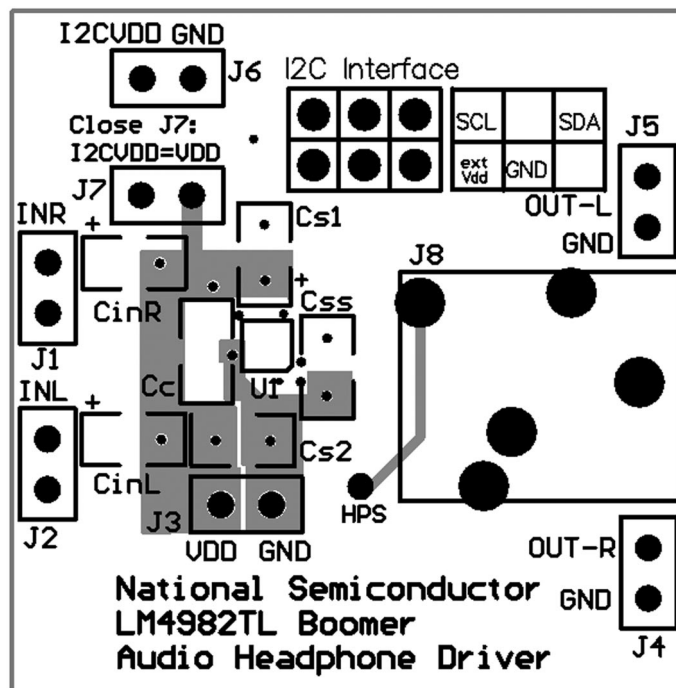 I2CVDD GND
J6
I2C Interface
Close J7:
I2CVDD=VDD
SCL SDA
ext
Vdd
GND
J5
J7
OUT-L
GND
INR
+
Cs1
+
J8
CinR
Css
J1
Cc
U1
INL
+
Cs2
CinL
J3
HPS
J2
VDD GND
OUT-R
GND
J4
National Semiconductor
LM4982TL Boomer
Audio Headphone Driver